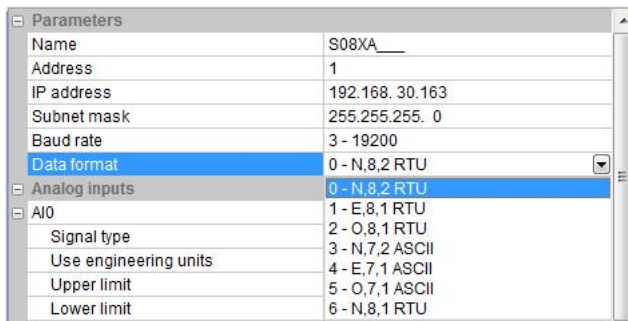 Parameters
Name S08XA___
Address 1
IP address 192.168. 30.163
Subnet mask 255.255.255. 0
Baud rate 3 - 19200
Data format 0 - N,8,2 RTU
Analog inputs 0 - N,8,2 RTU
AI0 1 - E,8,1 RTU
2 - O,8,1 RTU
Signal type 3 - N,7,2 ASCII
Use engineering units 4 - E,7,1 ASCII
Upper limit 5 - O,7,1 ASCII
Lower limit 6 - N,8,1 RTU